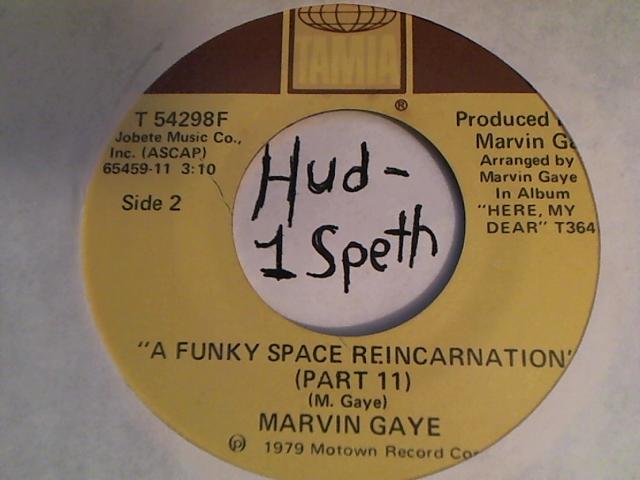 TAMLA
®
T 54298F
Jobete Music Co.,
Inc. (ASCAP)
65459-11 3:10
Side 2
Produced
Marvin Ga
Arranged by
Marvin Gaye
In Album
"HERE, MY
DEAR" T364
Hud-
1 Speth
"A FUNKY SPACE REINCARNATION"
(PART 11)
(M. Gaye)
MARVIN GAYE
℗ 1979 Motown Record Cor